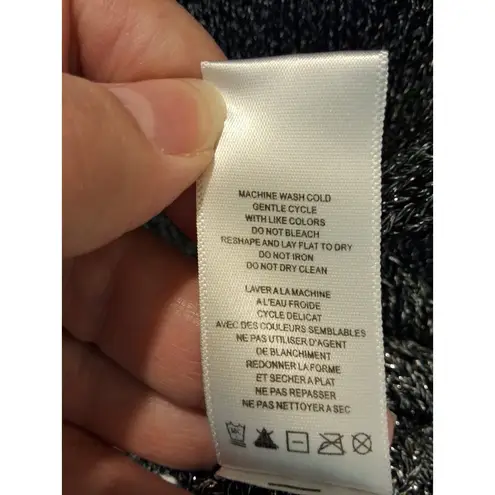 MACHINE WASH COLD
GENTLE CYCLE
WITH LIKE COLORS
DO NOT BLEACH
RESHAPE AND LAY FLAT TO DRY
DO NOT IRON
DO NOT DRY CLEAN
LAVER A LA MACHINE
A L'EAU FROIDE
CYCLE DELICAT
AVEC DES COULEURS SEMBLABLES
NE PAS UTILISER D'AGENT
DE BLANCHIMENT
REDONNER LA FORME
ET SECHER A PLAT
NE PAS REPASSER
NE PAS NETTOYER A SEC